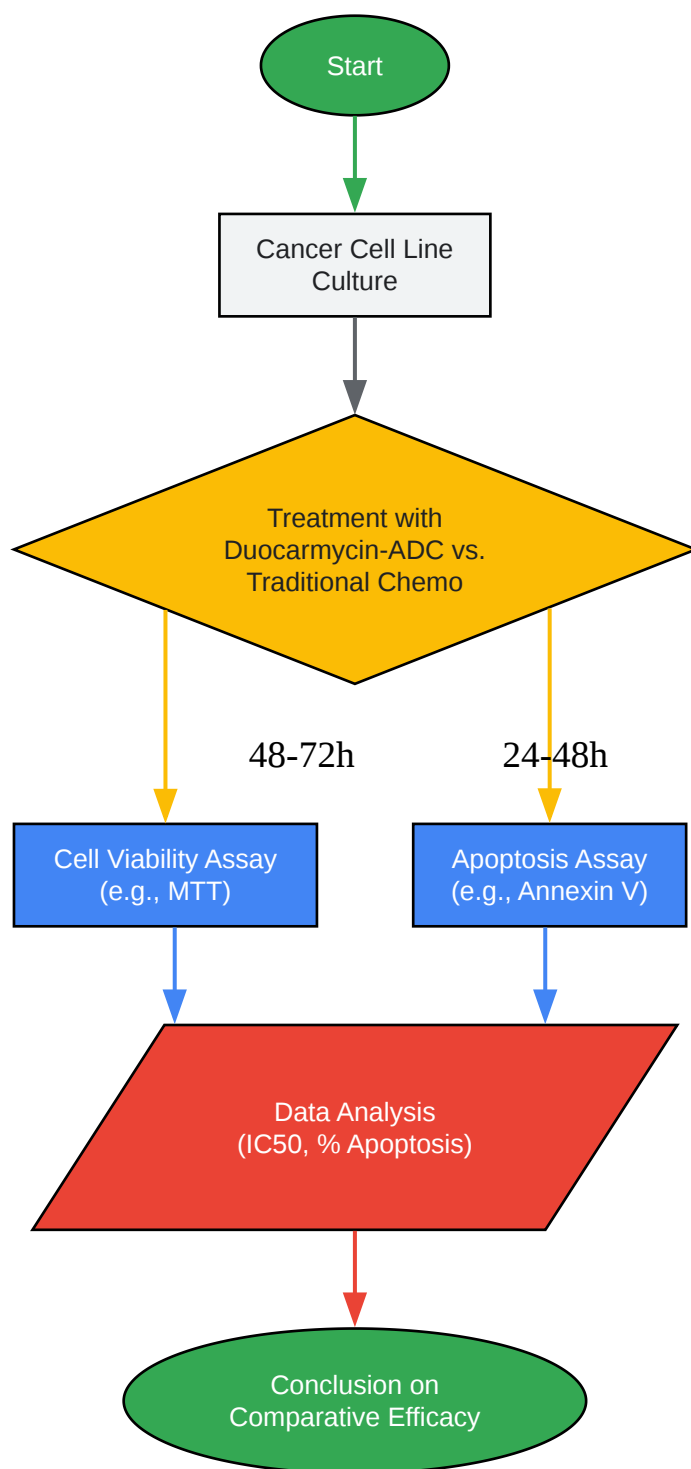 Start
Cancer Cell Line
Culture
Treatment with
Duocarmycin-ADC vs.
Traditional Chemo
48-72h
24-48h
Cell Viability Assay
(e.g., MTT)
Apoptosis Assay
(e.g., Annexin V)
Data Analysis
(IC50, % Apoptosis)
Conclusion on
Comparative Efficacy